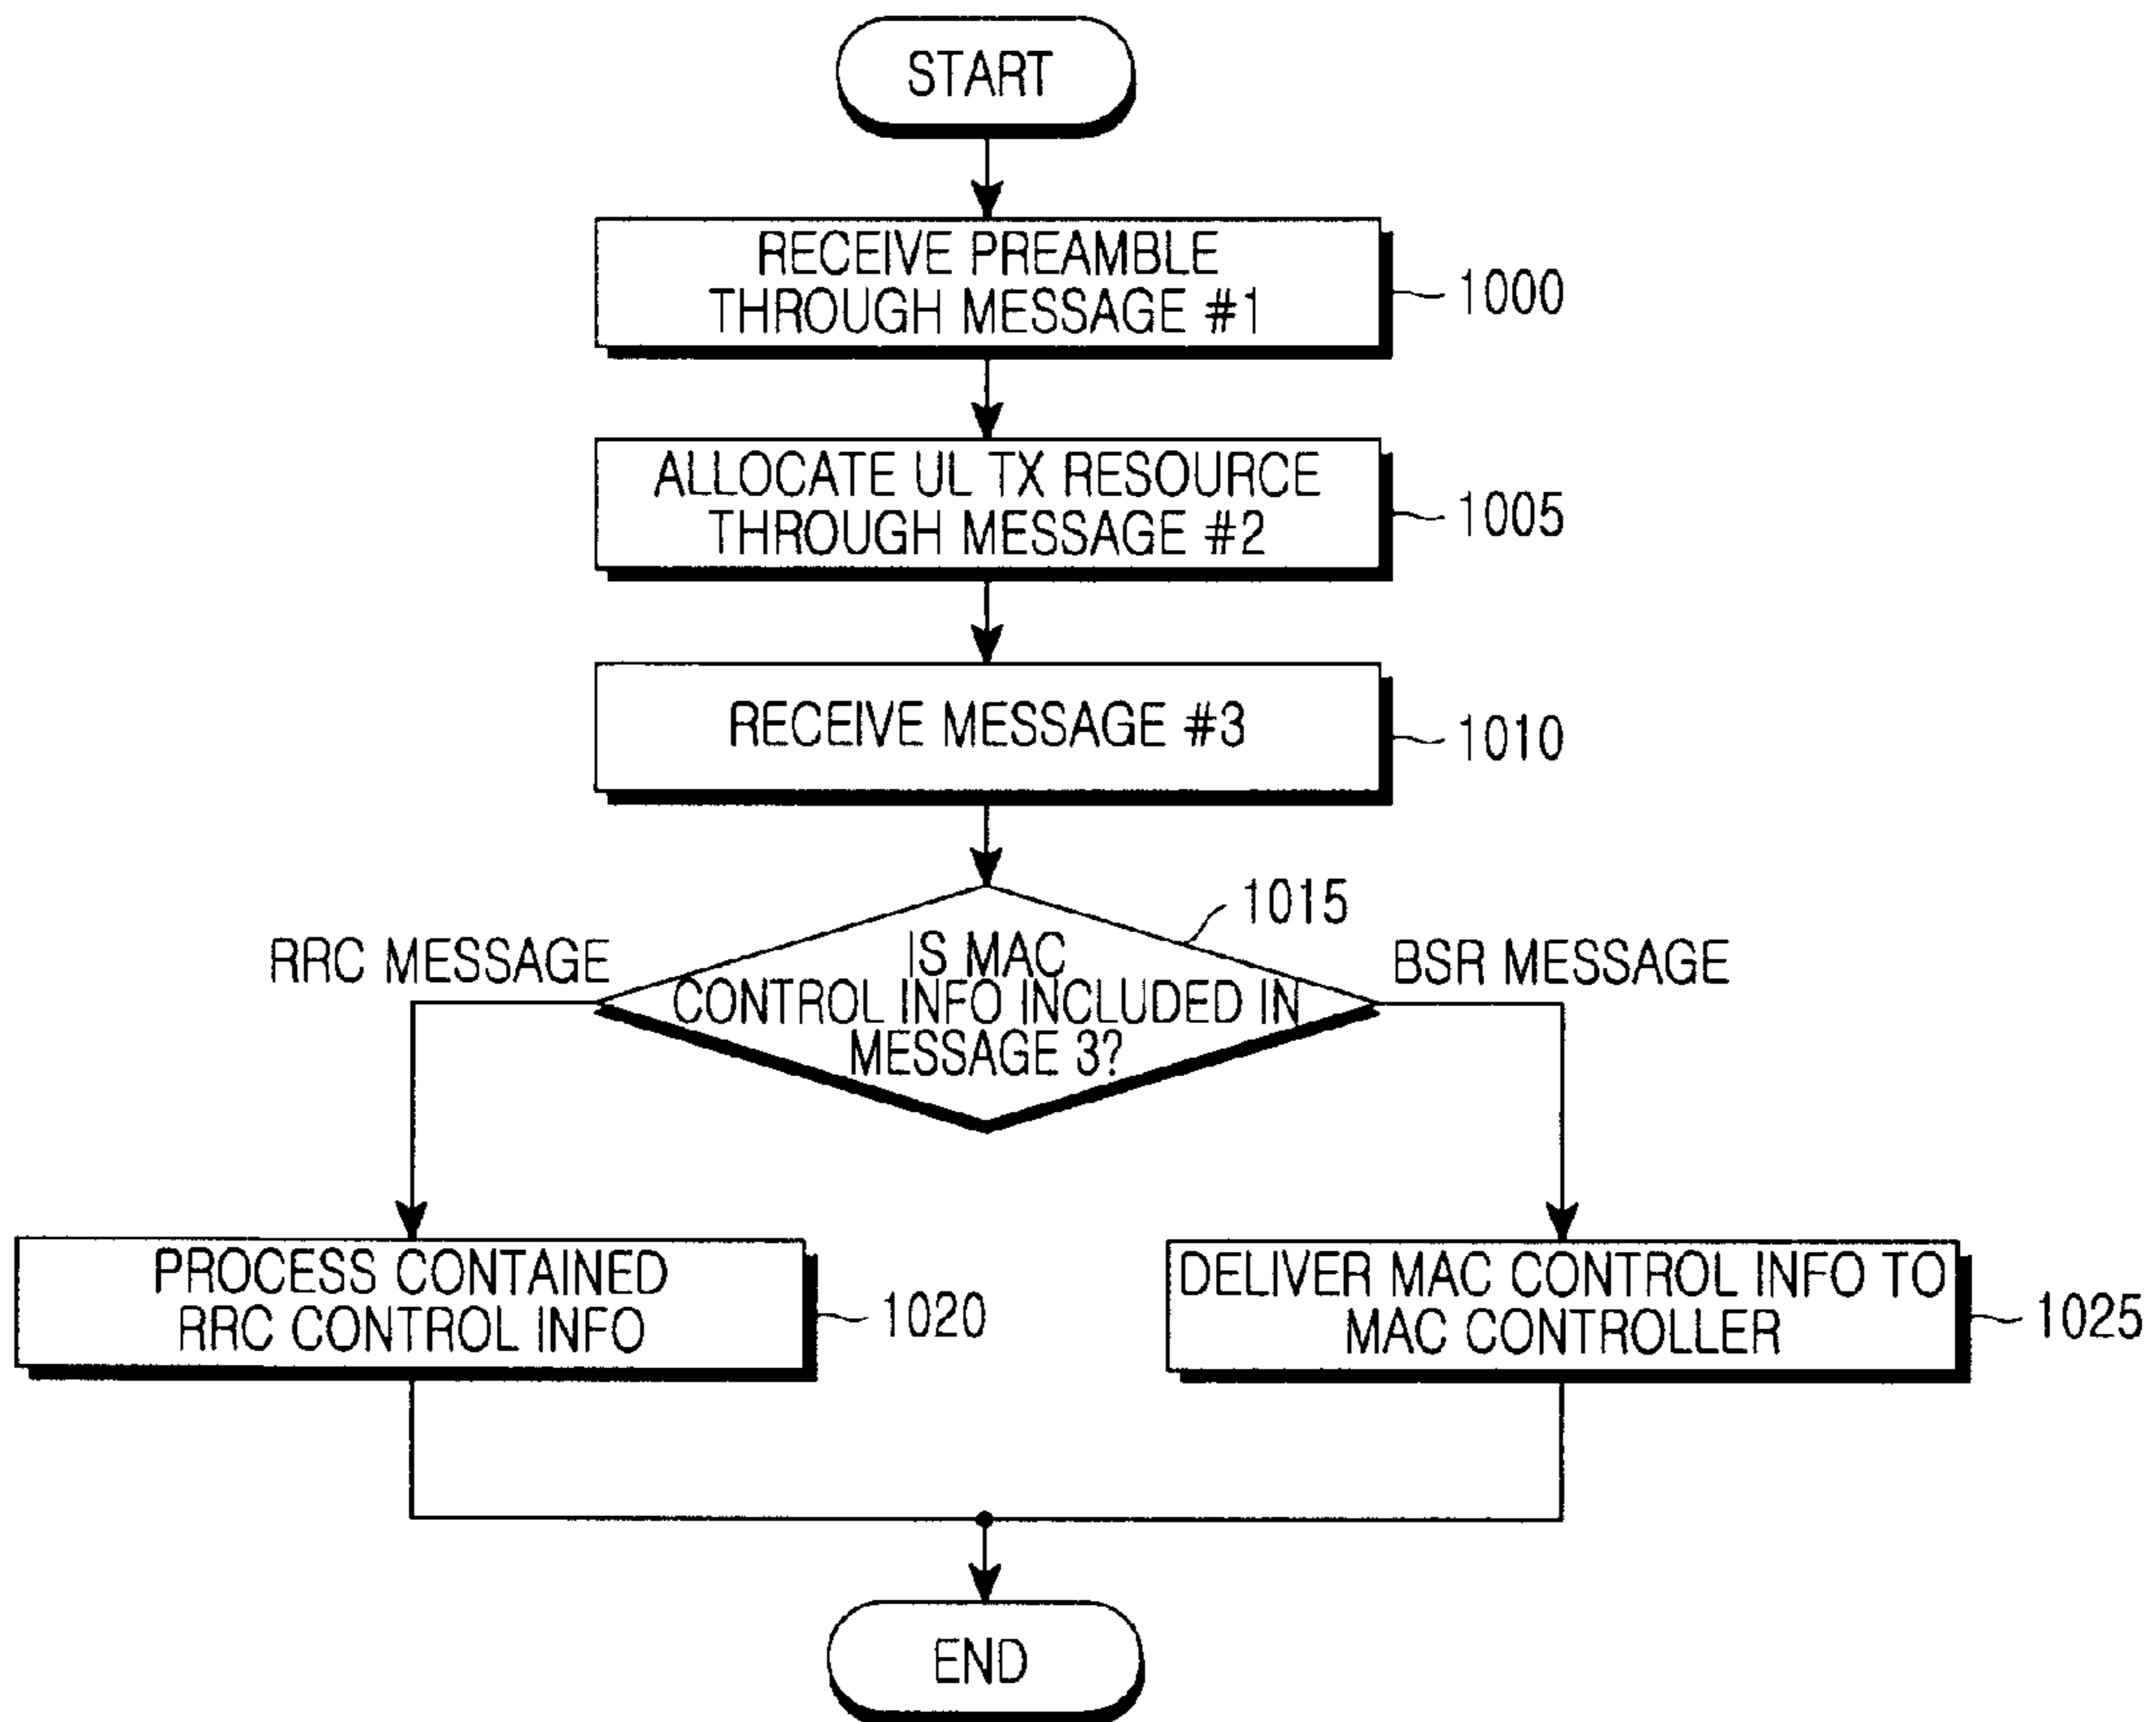 START
RECEIVE PREAMBLE
THROUGH MESSAGE #1
1000
ALLOCATE UL TX RESOURCE
THROUGH MESSAGE #2
1005
RECEIVE MESSAGE #3
1010
1015
RRC MESSAGE
IS MAC
CONTROL INFO INCLUDED IN
MESSAGE 3?
BSR MESSAGE
PROCESS CONTAINED
RRC CONTROL INFO
1020
DELIVER MAC CONTROL INFO TO
MAC CONTROLLER
1025
END